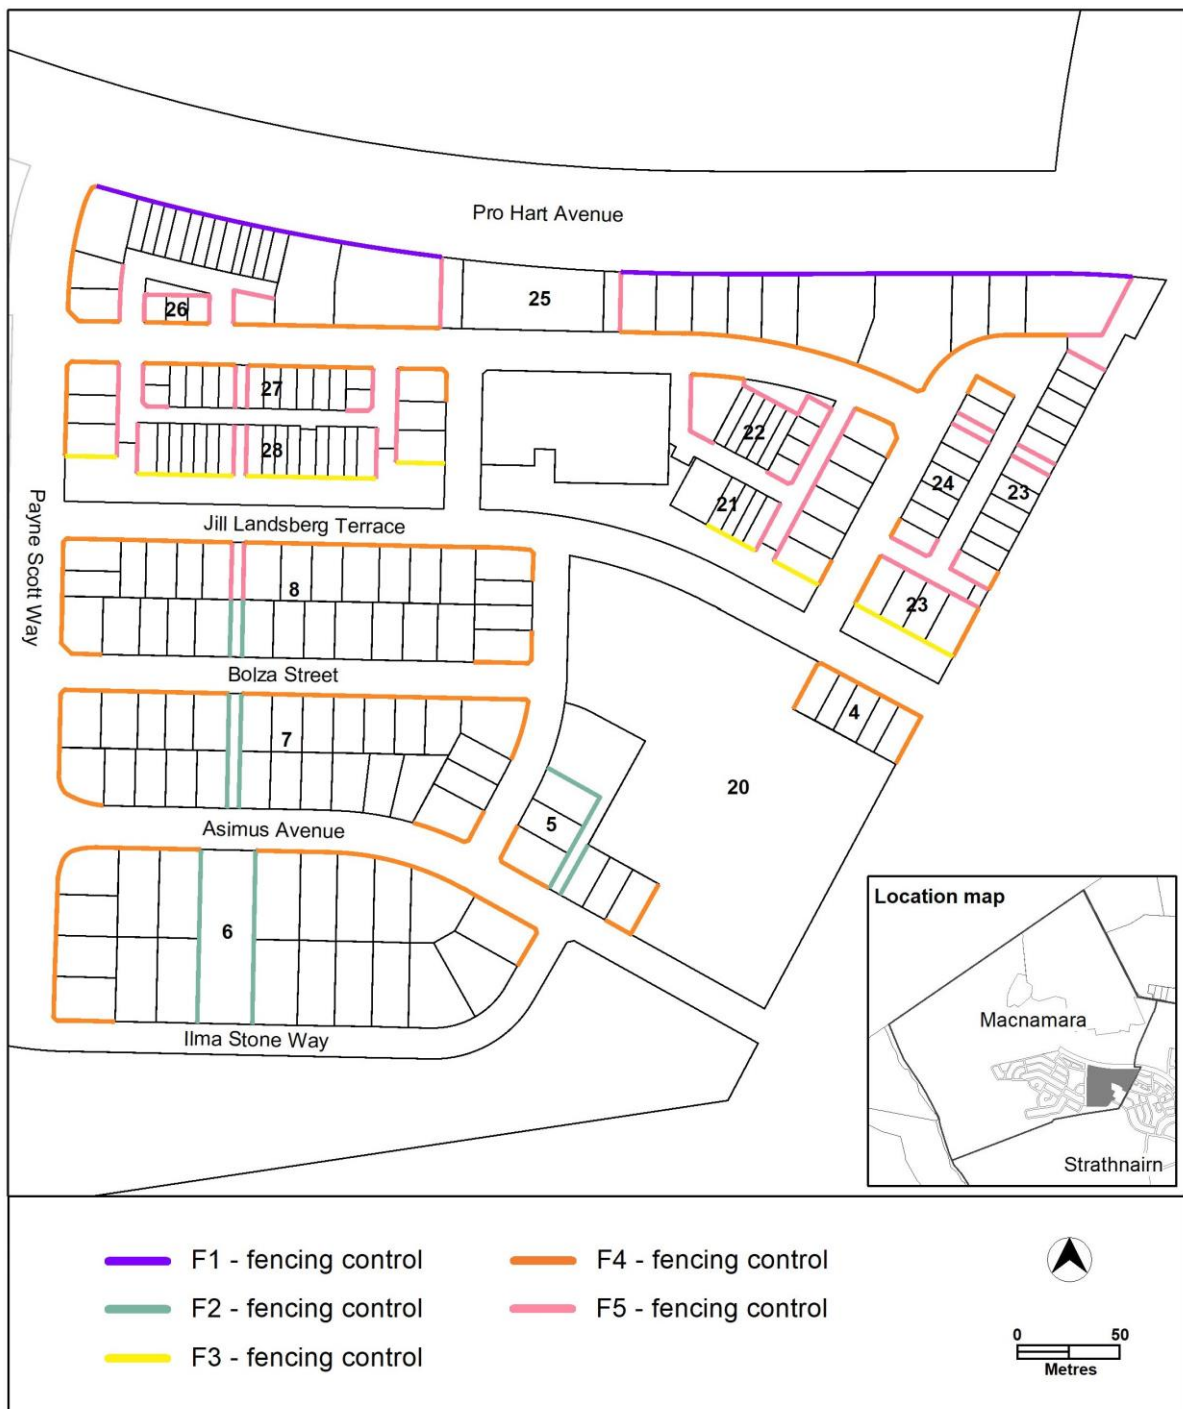 Pro Hart Avenue
25
26
27
22
28
24
23
21
Payne Scott Way
Jill Landsberg Terrace
8
23
Bolza Street
4
7
20
5
Asimus Avenue
Location map
6
Macnamara
Ilma Stone Way
Strathnairn
F1 - fencing control
F4 - fencing control
F2 - fencing control
F5 - fencing control
F3 - fencing control
0 50
Metres